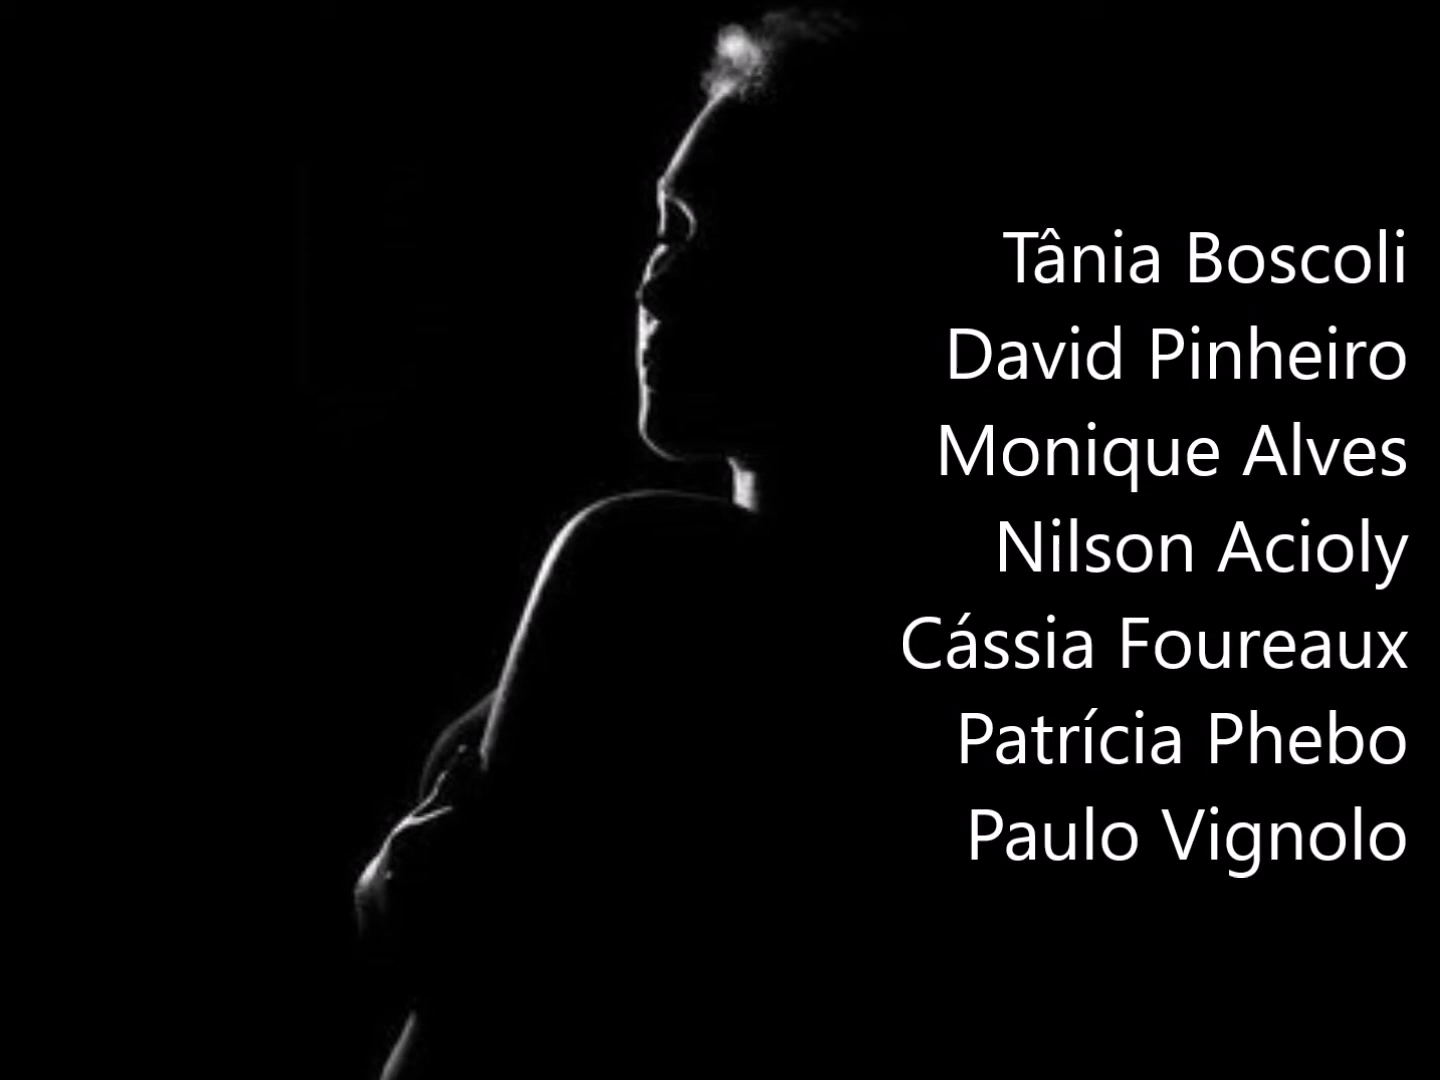 Tânia Boscoli
David Pinheiro
Monique Alves
Nilson Acioly
Cássia Foureaux
Patrícia Phebo
Paulo Vignolo